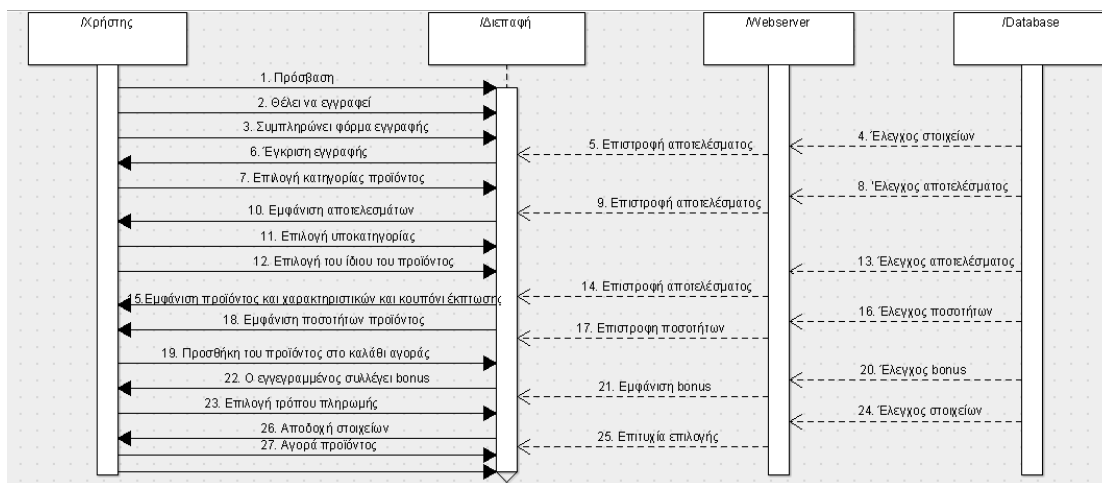 /Χρήστης
/Διεπαφή
/Webserver
/Database
1. Πρόσβαση
2. Θέλει να εγγραφεί
3. Συμπληρώνει φόρμα εγγραφής
4. Έλεγχος στοιχείων
5. Επιστροφή αποτελέσματος
6. Έγκριση εγγραφής
7. Επιλογή κατηγορίας προϊόντος
8. 'Ελεγχος αποτελέσματος
9. Επιστροφή αποτελέσματος
10. Εμφάνιση αποτελεσμάτων
11. Επιλογή υποκατηγορίας
12. Επιλογή του ίδιου του προϊόντος
13. Έλεγχος αποτελέσματος
14. Επιστροφή αποτελέσματος
15.Εμφάνιση προϊόντος και χαρακτηριστικών και κουπόνι έκπτωσης
16. Έλεγχος ποσοτήτων
17. Επιστροφη ποσοτήτων
18. Εμφάνιση ποσοτήτων προϊόντος
19. Προσθήκη του προϊόντος στο καλάθι αγοράς
20. Έλεγχος bonus
21. Εμφάνιση bonus
22. Ο εγγεγραμμένος συλλέγει bonus
23. Επιλογή τρόπου πληρωμής
24. Έλεγχος στοιχείων
25. Επιτυχία επιλογής
26. Αποδοχή στοιχείων
27. Αγορά προϊόντος